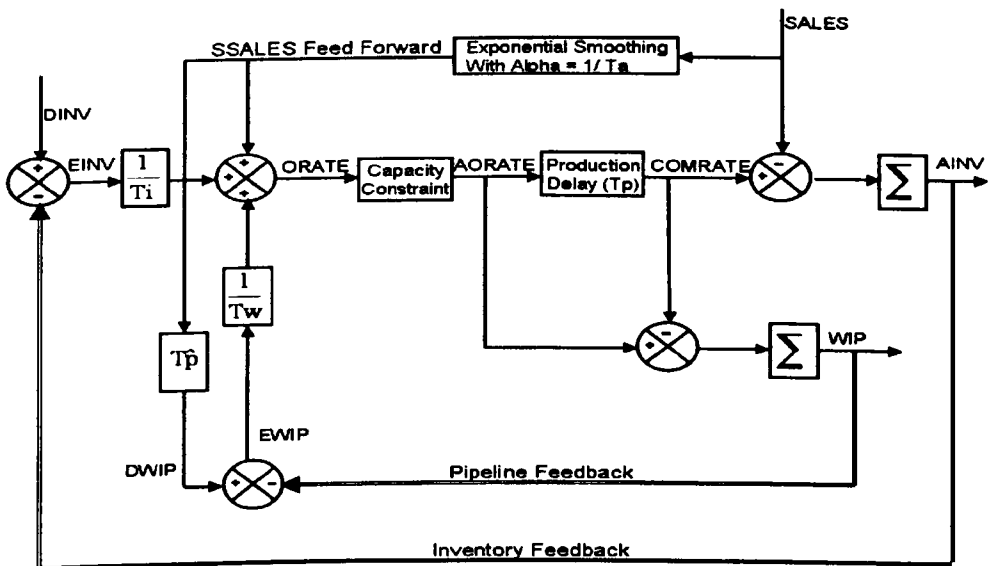 SALES
SSALES Feed Forward
Exponential Smoothing
With Alpha = 1/ Ta
DINV
+
-
+
EINV
1
Ti
+
+
+
ORATE
Capacity
Constraint
AORATE
Production
Delay (Tp)
COMRATE
-
+
Σ
AINV
1
Tw
-
+
Σ
WIP
Tp̂
EWIP
DWIP
+
-
Pipeline Feedback
Inventory Feedback